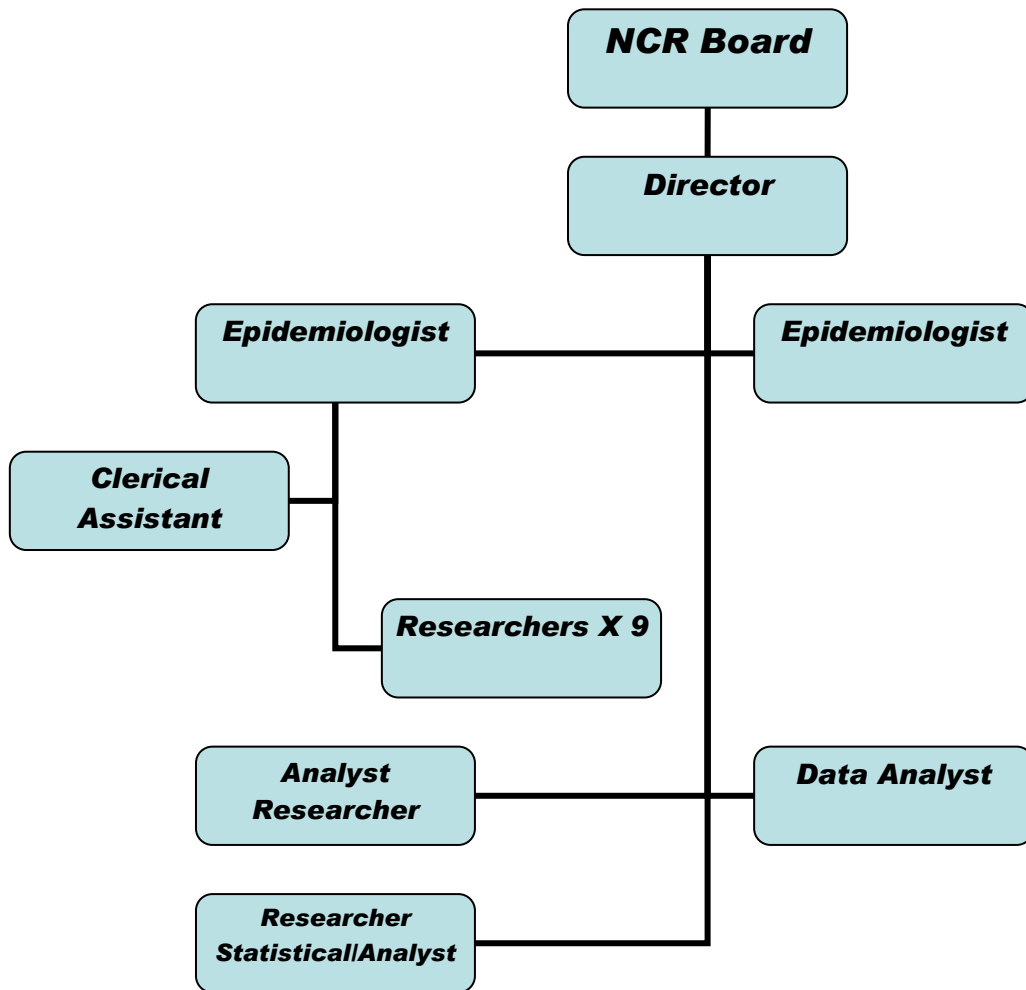 NCR Board
Director
Epidemiologist
Epidemiologist
Clerical
Assistant
Researchers X 9
Analyst
Researcher
Data Analyst
Researcher
Statistical/Analyst